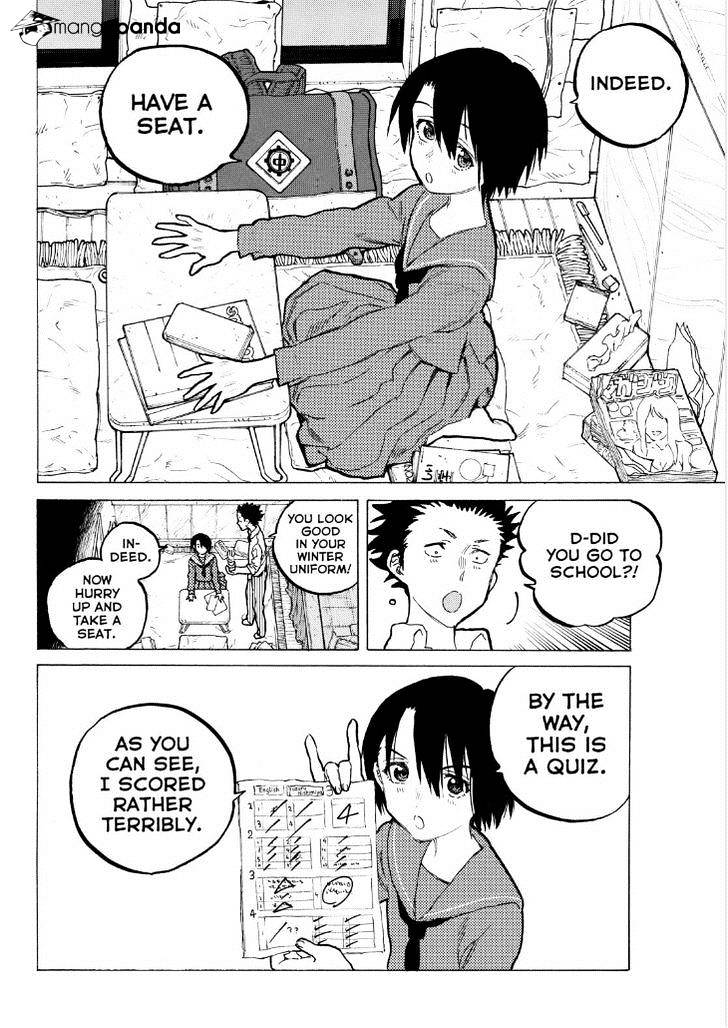 mangapanda
INDEED.
HAVE A
SEAT.
中
D-DID
YOU GO TO
SCHOOL?!
YOU LOOK
GOOD
IN YOUR
WINTER
UNIFORM!
IN-
DEED.
NOW
HURRY
UP AND
TAKE A
SEAT.
BY THE
WAY,
THIS IS
A QUIZ.
AS YOU
CAN SEE,
I SCORED
RATHER
TERRIBLY.
English
4